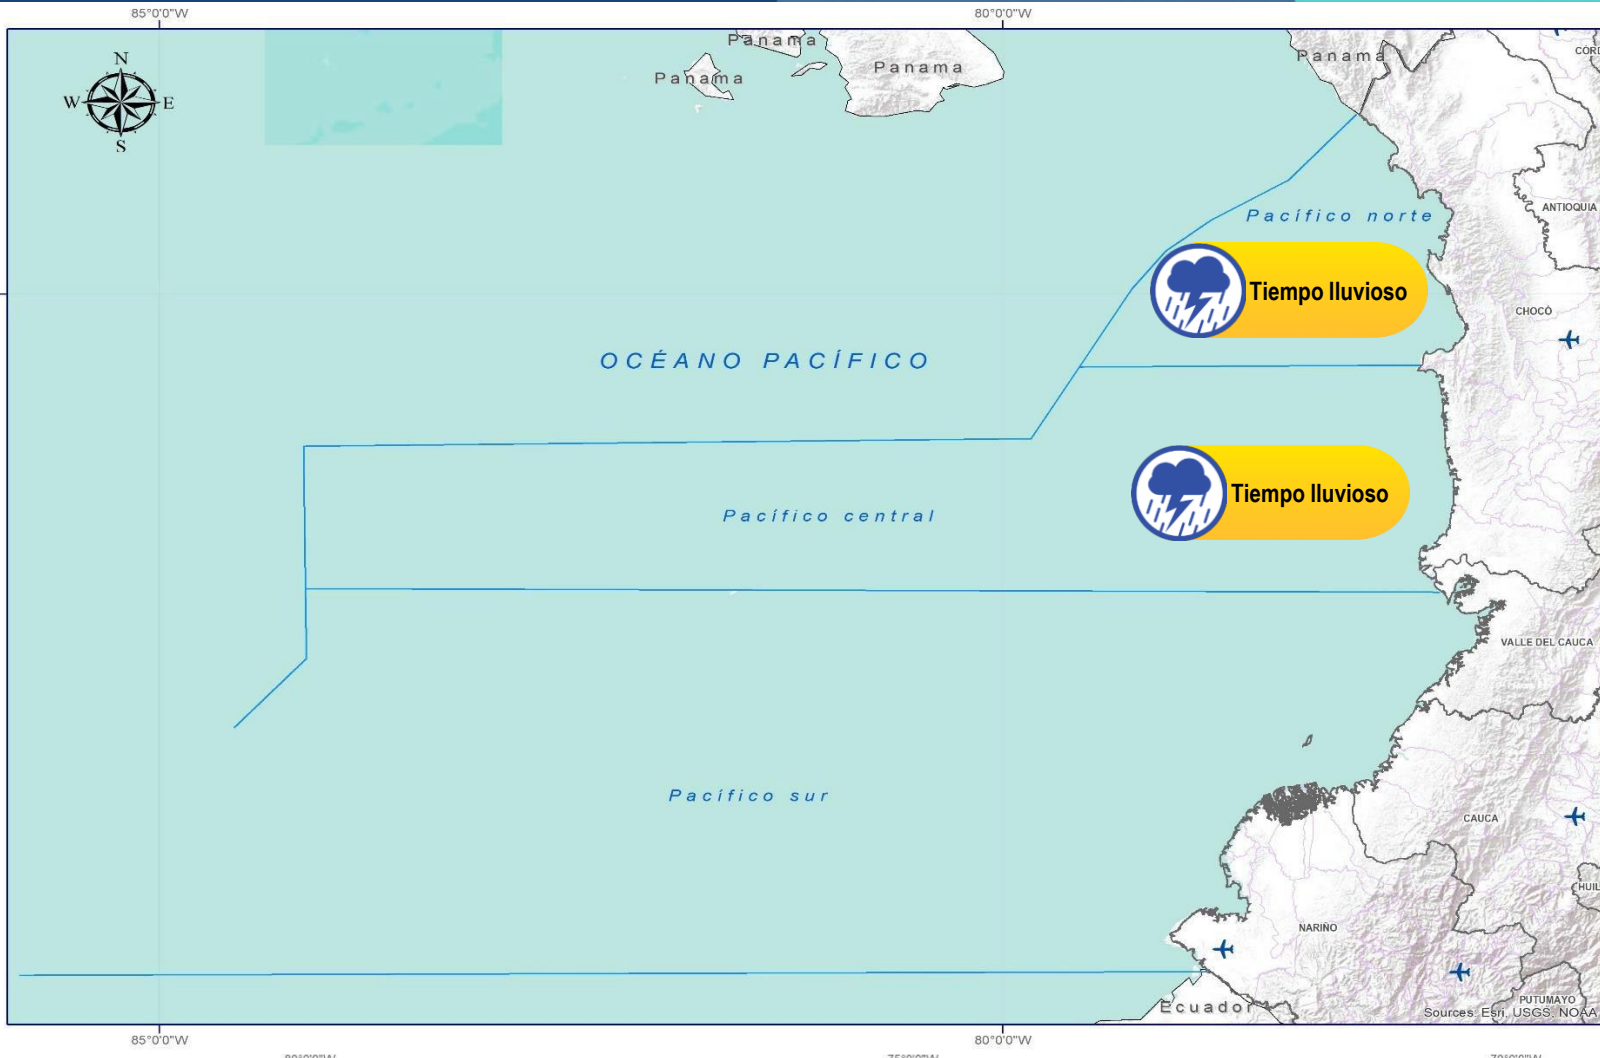 85°0'0"W
80°0'0"W
N
W
E
S
Panama
Panama
Panama
Panama
Pacífico norte
ANTIOQUIA
Tiempo lluvioso
CHOCÓ
OCÉANO PACÍFICO
Tiempo lluvioso
Pacífico central
VALLE DEL CAUCA
Pacífico sur
CAUCA
NARIÑO
PUTUMAYO
Ecuador
Sources: Esri, USGS, NOAA
85°0'0"W
80°0'0"W